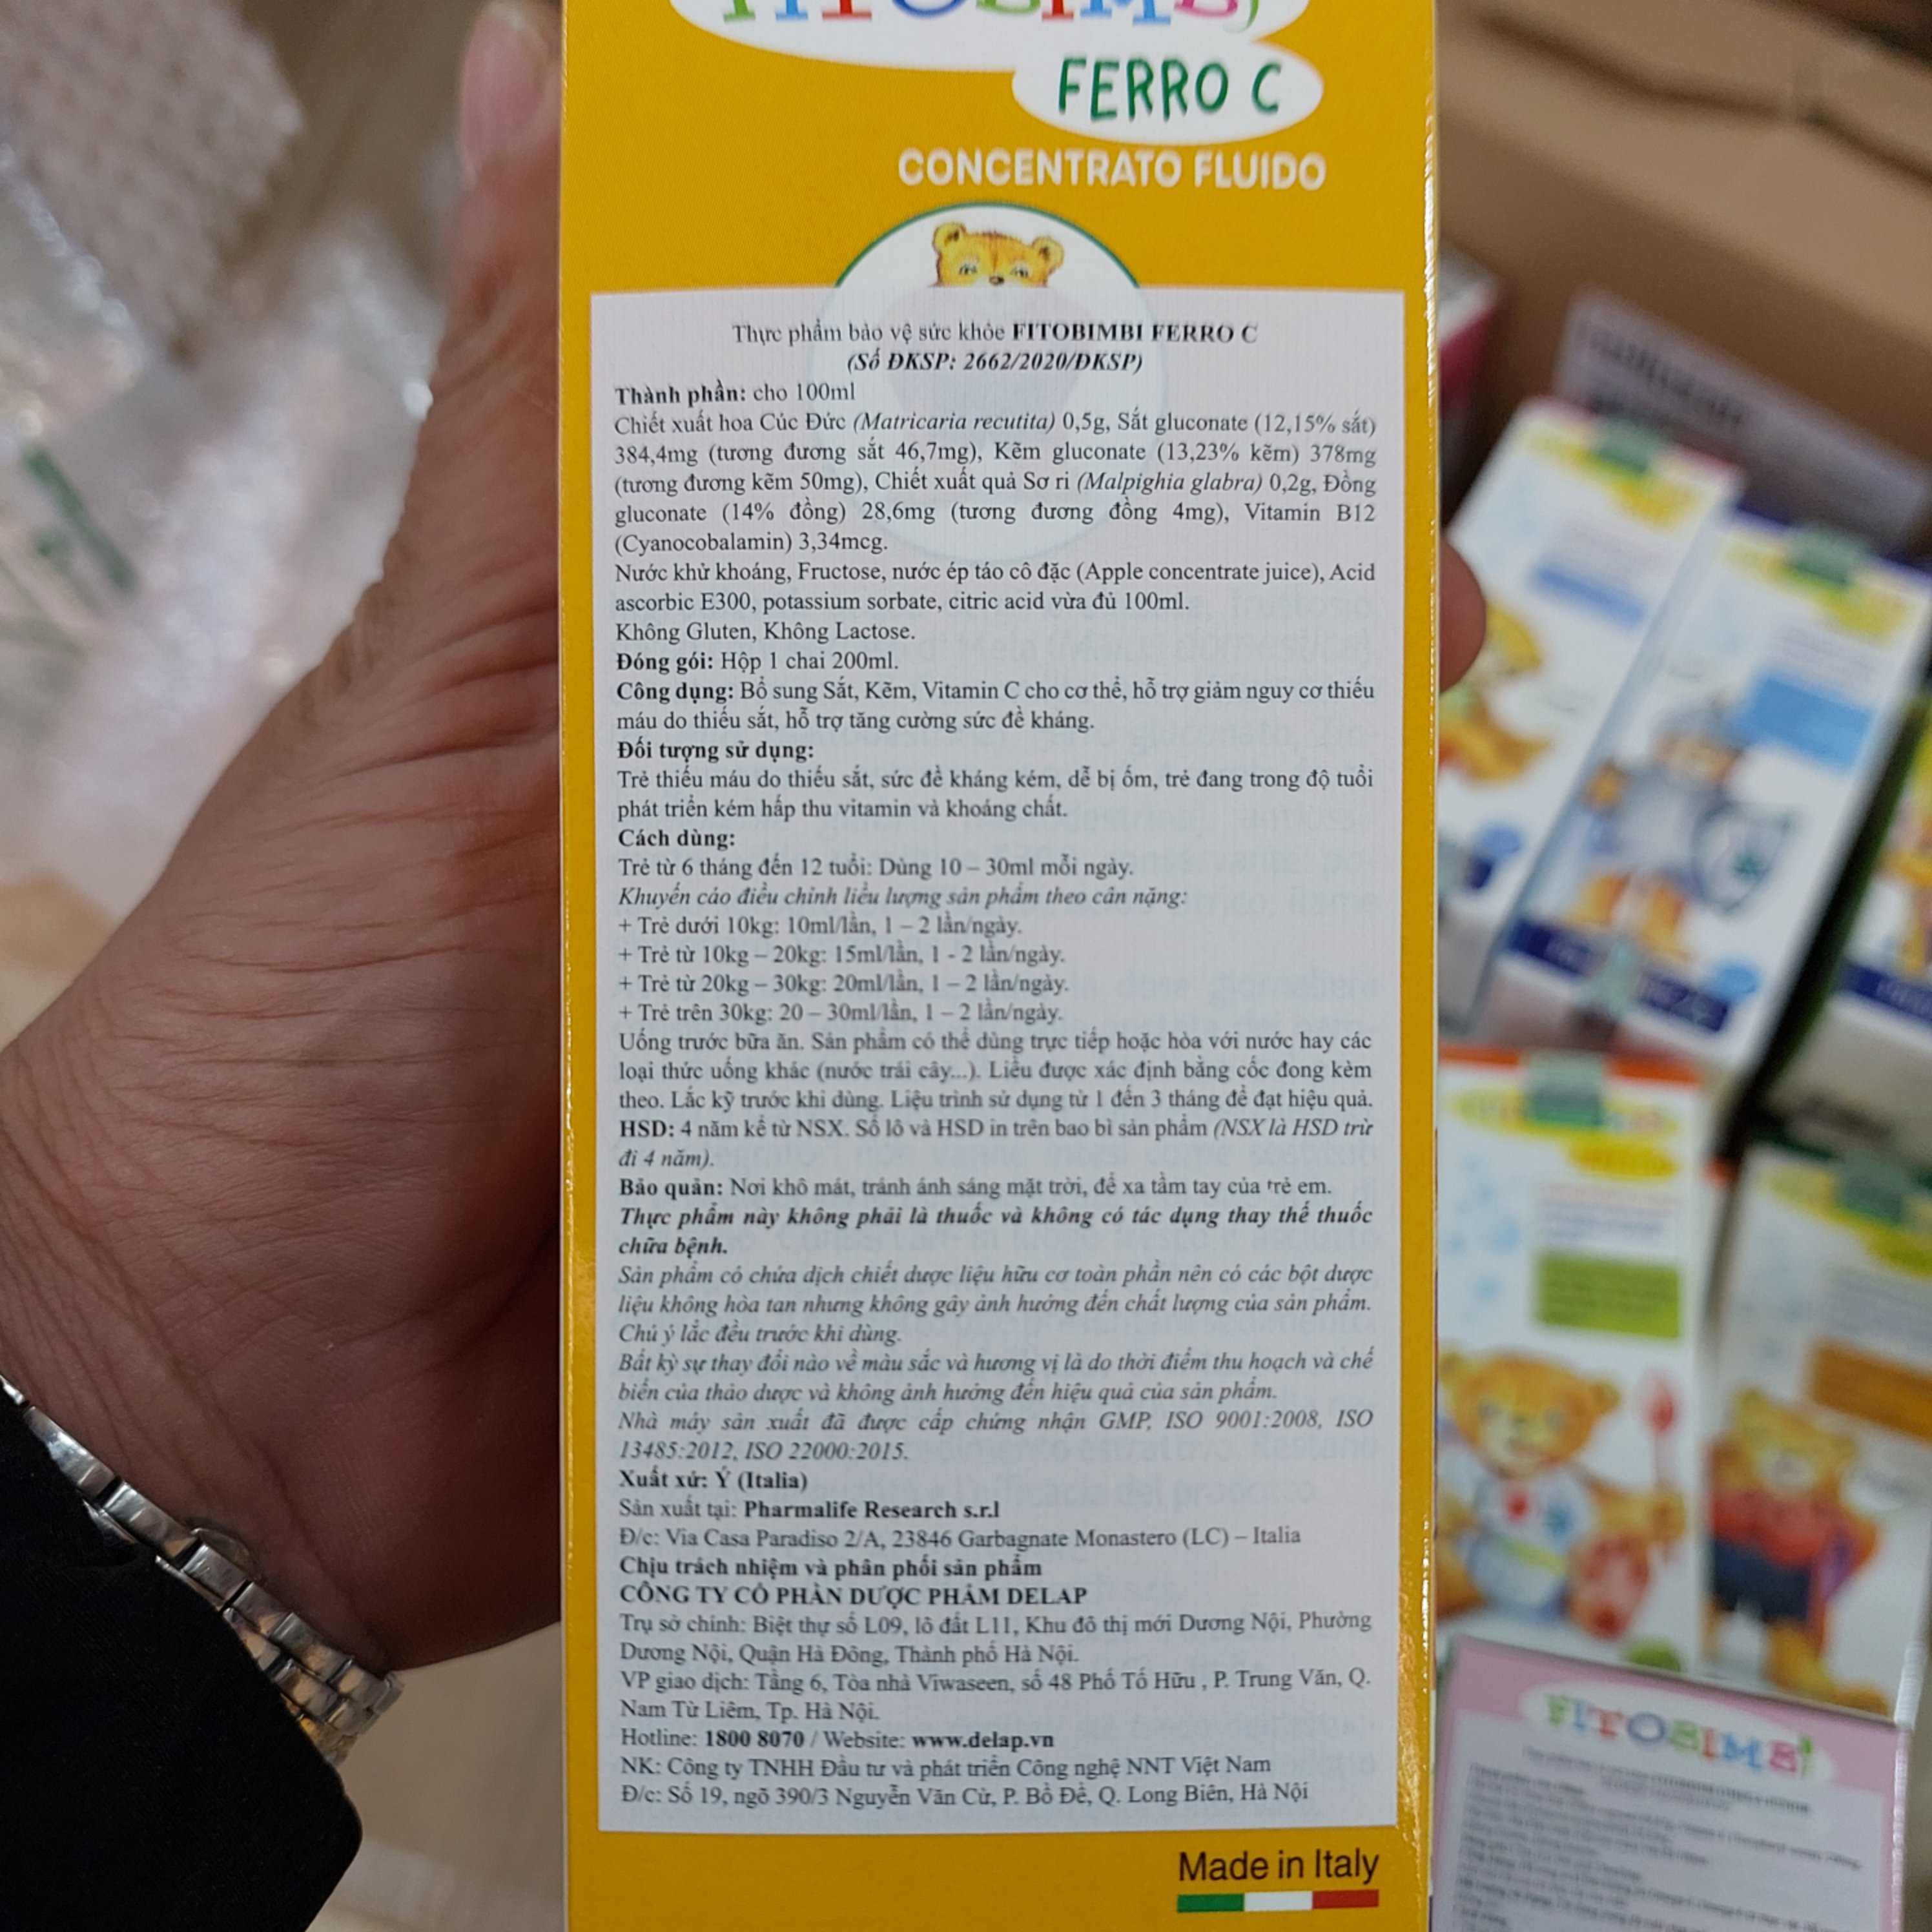 FITOBIMBI
FERRO C
CONCENTRATO FLUIDO
Thực phẩm bảo vệ sức khỏe FITOBIMBI FERRO C
(Số ĐKSP: 2662/2020/ĐKSP)
Thành phần: cho 100ml
Chiết xuất hoa Cúc Đức (Matricaria recutita) 0,5g, Sắt gluconate (12,15% sắt)
384,4mg (tương đương sắt 46,7mg), Kẽm gluconate (13,23% kẽm) 378mg
(tương đương kẽm 50mg), Chiết xuất quả Sơ ri (Malpighia glabra) 0,2g, Đồng
gluconate (14% đồng) 28,6mg (tương đương đồng 4mg), Vitamin B12
(Cyanocobalamin) 3,34mcg.
Nước khử khoáng, Fructose, nước ép táo cô đặc (Apple concentrate juice), Acid
ascorbic E300, potassium sorbate, citric acid vừa đủ 100ml.
Không Gluten, Không Lactose.
Đóng gói: Hộp 1 chai 200ml.
Công dụng: Bổ sung Sắt, Kẽm, Vitamin C cho cơ thể, hỗ trợ giảm nguy cơ thiếu
máu do thiếu sắt, hỗ trợ tăng cường sức đề kháng.
Đối tượng sử dụng:
Trẻ thiếu máu do thiếu sắt, sức đề kháng kém, dễ bị ốm, trẻ đang trong độ tuổi
phát triển kém hấp thu vitamin và khoáng chất.
Cách dùng:
Trẻ từ 6 tháng đến 12 tuổi: Dùng 10 – 30ml mỗi ngày.
Khuyến cáo điều chỉnh liều lượng sản phẩm theo cân nặng:
+ Trẻ dưới 10kg: 10ml/lần, 1 – 2 lần/ngày.
+ Trẻ từ 10kg – 20kg: 15ml/lần, 1 - 2 lần/ngày.
+ Trẻ từ 20kg – 30kg: 20ml/lần, 1 – 2 lần/ngày.
+ Trẻ trên 30kg: 20 – 30ml/lần, 1 – 2 lần/ngày.
Uống trước bữa ăn. Sản phẩm có thể dùng trực tiếp hoặc hòa với nước hay các
loại thức uống khác (nước trái cây...). Liều được xác định bằng cốc đong kèm
theo. Lắc kỹ trước khi dùng. Liệu trình sử dụng từ 1 đến 3 tháng để đạt hiệu quả.
HSD: 4 năm kể từ NSX. Số lô và HSD in trên bao bì sản phẩm (NSX là HSD trừ
đi 4 năm).
Bảo quản: Nơi khô mát, tránh ánh sáng mặt trời, để xa tầm tay của trẻ em.
Thực phẩm này không phải là thuốc và không có tác dụng thay thế thuốc
chữa bệnh.
Sản phẩm có chứa dịch chiết dược liệu hữu cơ toàn phần nên có các bột dược
liệu không hòa tan nhưng không gây ảnh hưởng đến chất lượng của sản phẩm.
Chú ý lắc đều trước khi dùng.
Bất kỳ sự thay đổi nào về màu sắc và hương vị là do thời điểm thu hoạch và chế
biến của thảo dược và không ảnh hưởng đến hiệu quả của sản phẩm.
Nhà máy sản xuất đã được cấp chứng nhận GMP, ISO 9001:2008, ISO
13485:2012, ISO 22000:2015.
Xuất xứ: Ý (Italia)
Sản xuất tại: Pharmalife Research s.r.l
Đ/c: Via Casa Paradiso 2/A, 23846 Garbagnate Monastero (LC) – Italia
Chịu trách nhiệm và phân phối sản phẩm
CÔNG TY CỔ PHẦN DƯỢC PHẨM DELAP
Trụ sở chính: Biệt thự số L09, lô đất L11, Khu đô thị mới Dương Nội, Phường
Dương Nội, Quận Hà Đông, Thành phố Hà Nội.
VP giao dịch: Tầng 6, Tòa nhà Viwaseen, số 48 Phố Tố Hữu , P. Trung Văn, Q.
Nam Từ Liêm, Tp. Hà Nội.
Hotline: 1800 8070 / Website: www.delap.vn
NK: Công ty TNHH Đầu tư và phát triển Công nghệ NNT Việt Nam
Đ/c: Số 19, ngõ 390/3 Nguyễn Văn Cừ, P. Bồ Đề, Q. Long Biên, Hà Nội
Made in Italy
FITOBIMBI